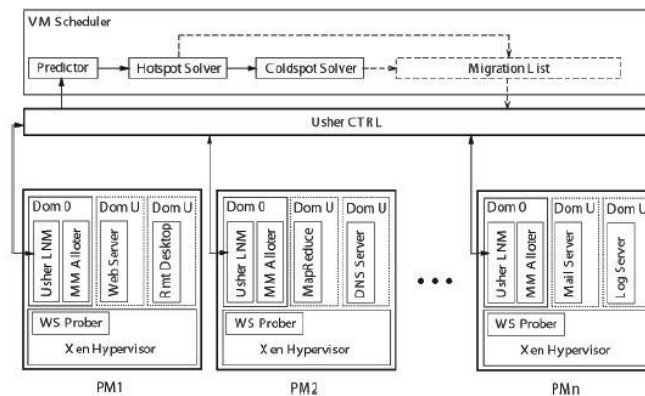 VM Scheduler
Predictor
Hotspot Solver
Coldspot Solver
Migration List
Usher CTRL
Dom 0
Dom U
Dom U
Usher LNM
MM Alloter
Web Server
Rmt Desktop
WS Prober
Xen Hypervisor
PM1
Dom 0
Dom U
Dom U
Usher LNM
MM Alloter
MapReduce
DNS Server
WS Prober
Xen Hypervisor
PM2
Dom 0
Dom U
Dom U
Usher LNM
MM Alloter
Mail Server
Log Server
WS Prober
Xen Hypervisor
PMn